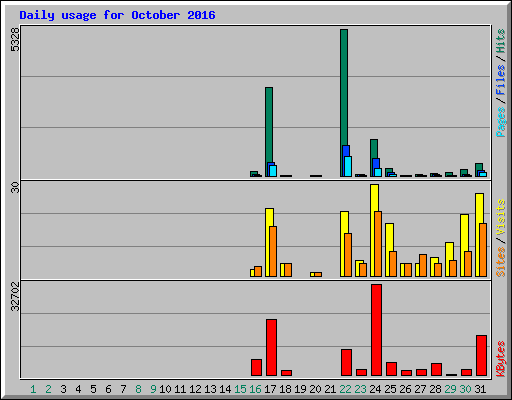 Daily usage for October 2016
5328
Pages / Files / Hits
30
Sites / Visits
32702
KBytes
1 2 3 4 5 6 7 8 9 10 11 12 13 14 15 16 17 18 19 20 21 22 23 24 25 26 27 28 29 30 31